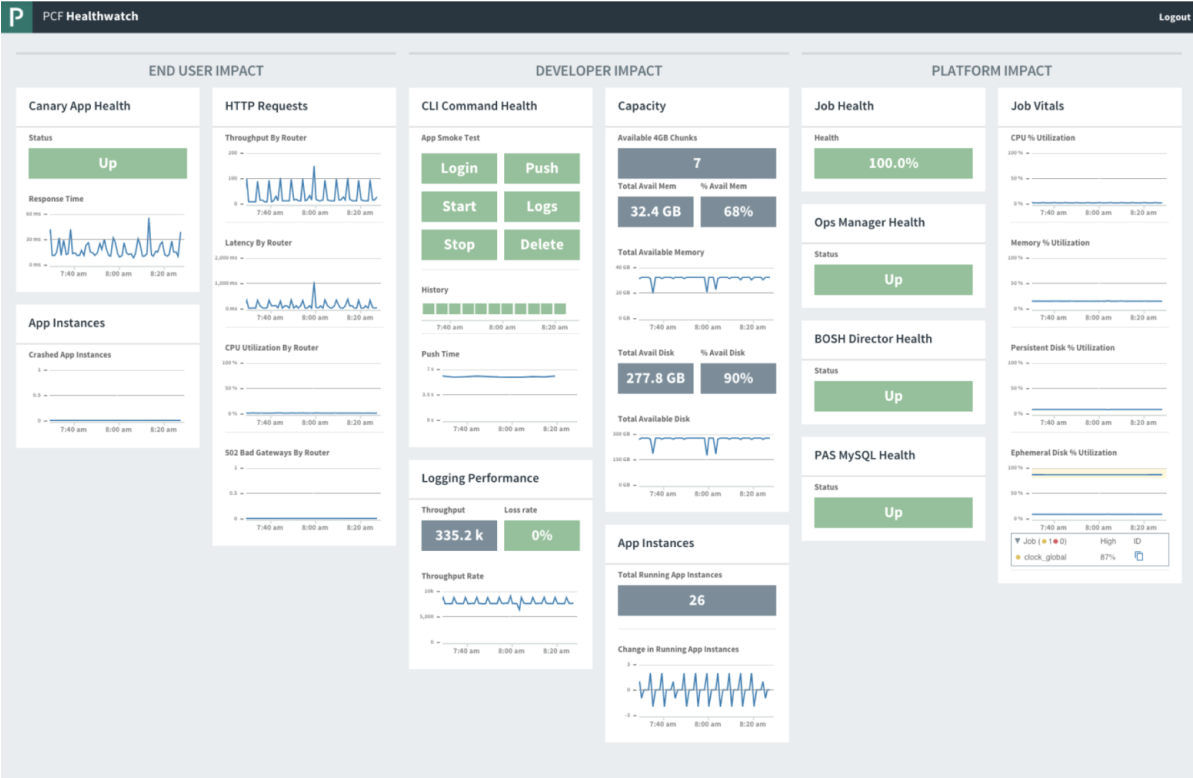 P PCF Healthwatch
Logout
END USER IMPACT
Canary App Health
Status
Up
Response Time
60 ms
30 ms
0 ms
7:40 am 8:00 am 8:20 am
App Instances
Crashed App Instances
1
0.5
0
7:40 am 8:00 am 8:20 am
HTTP Requests
Throughput By Router
200
100
0
7:40 am 8:00 am 8:20 am
Latency By Router
2,000 ms
1,000 ms
0 ms
7:40 am 8:00 am 8:20 am
CPU Utilization By Router
100 %
50 %
0 %
7:40 am 8:00 am 8:20 am
502 Bad Gateways By Router
1
0.5
0
7:40 am 8:00 am 8:20 am
DEVELOPER IMPACT
CLI Command Health
App Smoke Test
Login Push
Start Logs
Stop Delete
History
7:40 am 8:00 am 8:20 am
Push Time
7 s
3.5 s
0 s
7:40 am 8:00 am 8:20 am
Logging Performance
Throughput Loss rate
335.2 k 0%
Throughput Rate
10k
5,000
0
7:40 am 8:00 am 8:20 am
Capacity
Available 4GB Chunks
7
Total Avail Mem % Avail Mem
32.4 GB 68%
Total Available Memory
40 GB
20 GB
0 GB
7:40 am 8:00 am 8:20 am
Total Avail Disk % Avail Disk
277.8 GB 90%
Total Available Disk
300 GB
150 GB
0 GB
7:40 am 8:00 am 8:20 am
App Instances
Total Running App Instances
26
Change in Running App Instances
3
0
-3
7:40 am 8:00 am 8:20 am
PLATFORM IMPACT
Job Health
Health
100.0%
Ops Manager Health
Status
Up
BOSH Director Health
Status
Up
PAS MySQL Health
Status
Up
Job Vitals
CPU % Utilization
100 %
50 %
0 %
7:40 am 8:00 am 8:20 am
Memory % Utilization
100 %
50 %
0 %
7:40 am 8:00 am 8:20 am
Persistent Disk % Utilization
100 %
50 %
0 %
7:40 am 8:00 am 8:20 am
Ephemeral Disk % Utilization
100 %
50 %
0 %
7:40 am 8:00 am 8:20 am
Job ( 1 0) High ID
clock_global 87%